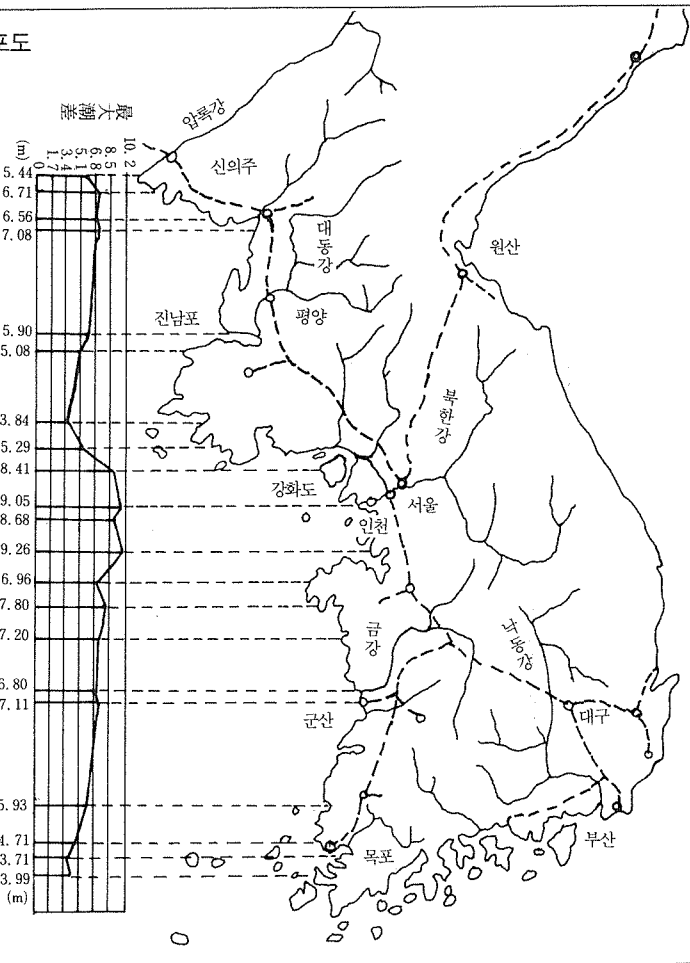 포도
最大潮差
(m)
0
1.7
3.4
5.1
6.8
8.5
10.2
5.44
6.71
6.56
7.08
5.90
5.08
3.84
5.29
8.41
9.05
8.68
9.26
6.96
7.80
7.20
6.80
7.11
5.93
4.71
3.71
3.99
(m)
압록강
신의주
대동강
원산
진남포
평양
북한강
강화도
서울
인천
금강
낙동강
군산
대구
목포
부산